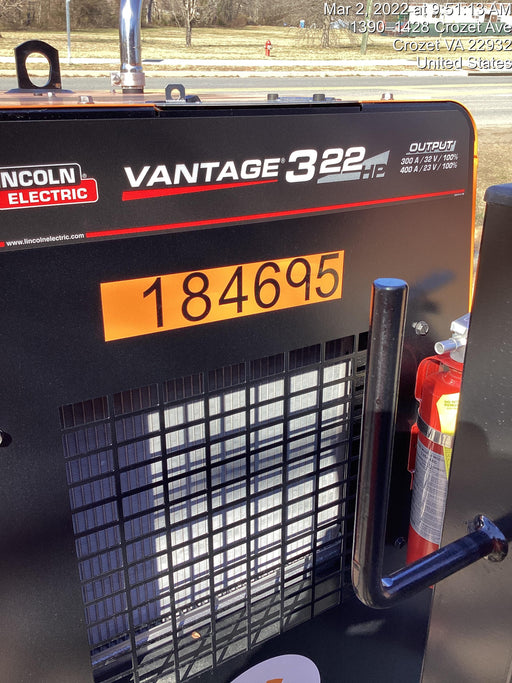 Mar 2, 2022 at 9:51:13 AM
1390–1428 Crozet Ave
Crozet VA 22932
United States
OUTPUT
300 A / 32 V / 100%
400 A / 23 V / 100%
VANTAGE® 322 HP
LINCOLN
ELECTRIC
www.lincolnelectric.com
184695